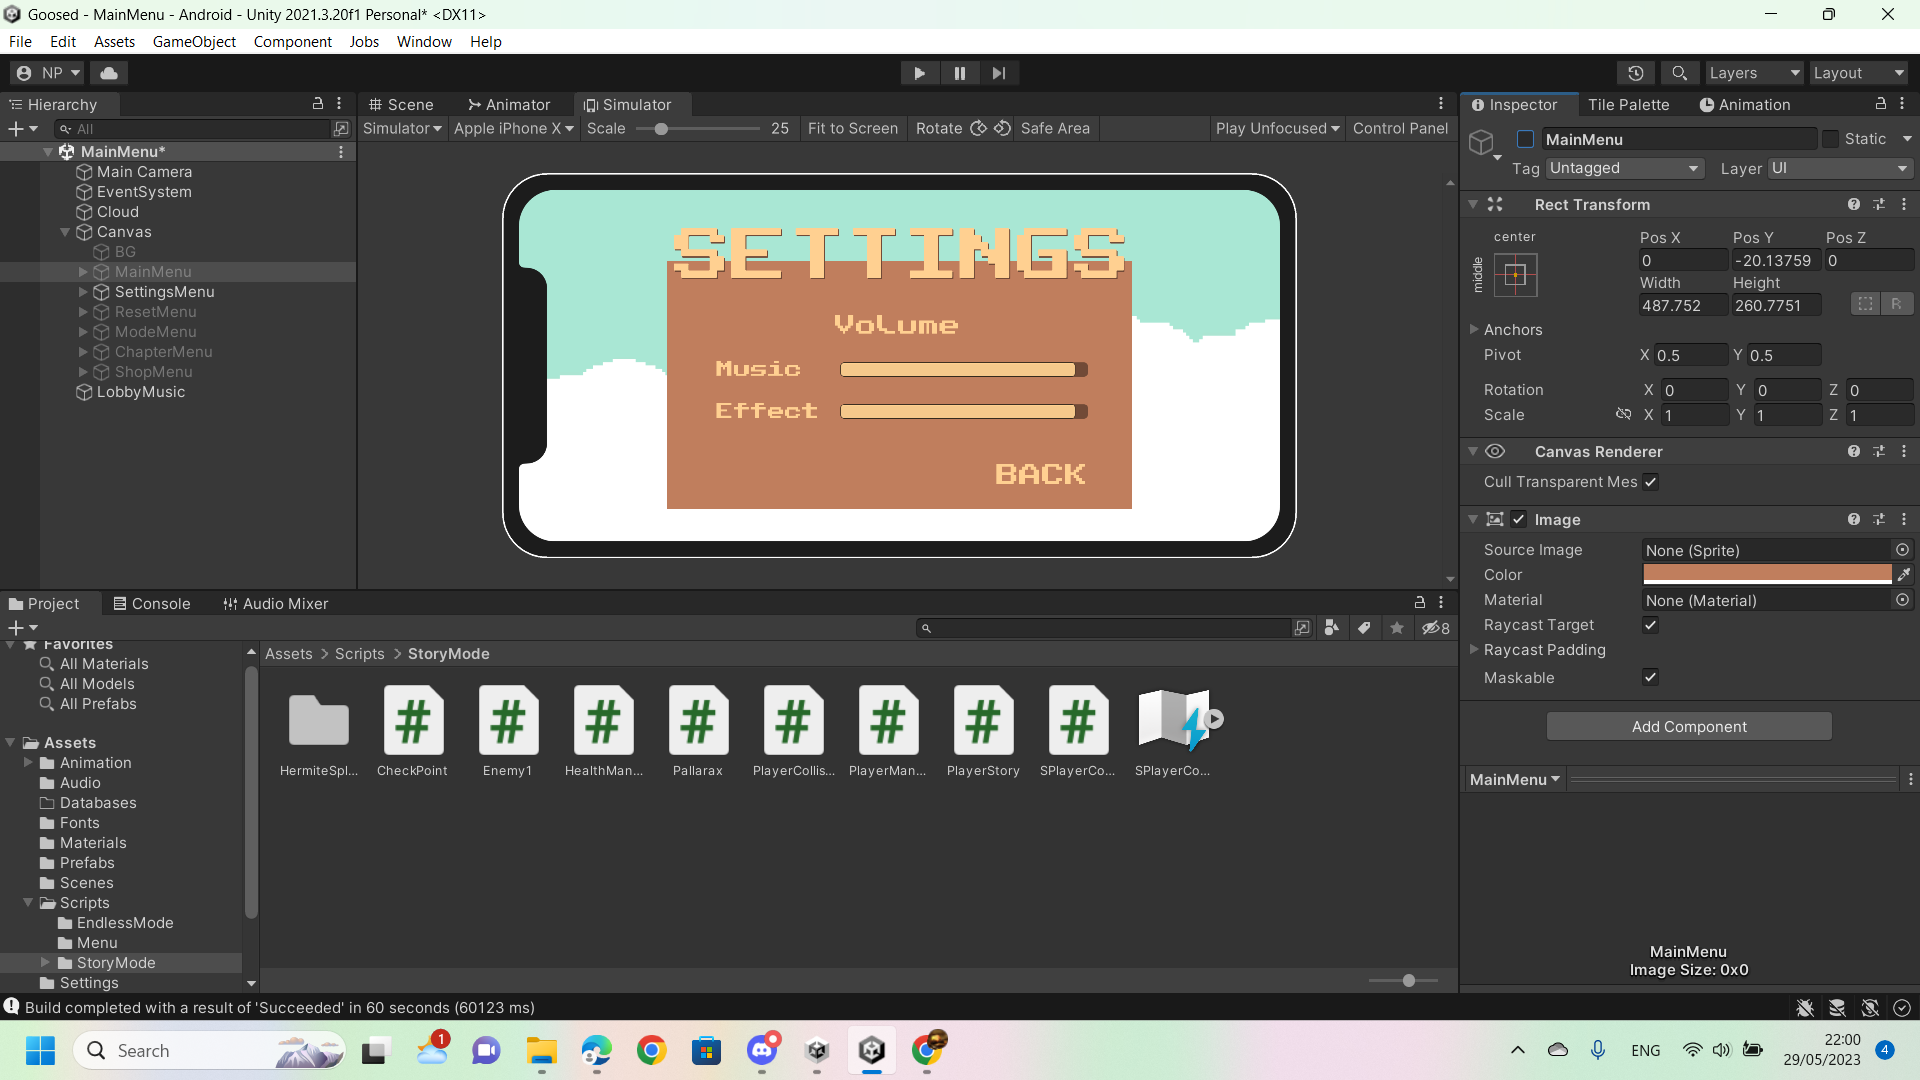 Goosed - MainMenu - Android - Unity 2021.3.20f1 Personal* <DX11>
File Edit Assets GameObject Component Jobs Window Help
NP
Layers
Layout
Hierarchy
Scene
Animator
Simulator
Inspector
Tile Palette
Animation
All
Simulator
Apple iPhone X
Scale
25
Fit to Screen
Rotate
Safe Area
Play Unfocused
Control Panel
MainMenu*
Main Camera
EventSystem
Cloud
Canvas
BG
MainMenu
SettingsMenu
ResetMenu
ModeMenu
ChapterMenu
ShopMenu
LobbyMusic
SETTINGS
Volume
Music
Effect
BACK
MainMenu
Static
Tag
Untagged
Layer
UI
Rect Transform
center
middle
Pos X
Pos Y
Pos Z
0
-20.13759
0
Width
Height
487.752
260.7751
R
Anchors
Pivot
X 0.5
Y 0.5
Rotation
X 0
Y 0
Z 0
Scale
X 1
Y 1
Z 1
Canvas Renderer
Cull Transparent Mes
Image
Source Image
None (Sprite)
Color
Material
None (Material)
Raycast Target
Raycast Padding
Maskable
Add Component
MainMenu
MainMenu
Image Size: 0x0
Project
Console
Audio Mixer
8
Favorites
All Materials
All Models
All Prefabs
Assets
Animation
Audio
Databases
Fonts
Materials
Prefabs
Scenes
Scripts
EndlessMode
Menu
StoryMode
Settings
Assets > Scripts > StoryMode
HermiteSpl...
CheckPoint
Enemy1
HealthMan...
Pallarax
PlayerCollis...
PlayerMan...
PlayerStory
SPlayerCo...
SPlayerCo...
Build completed with a result of 'Succeeded' in 60 seconds (60123 ms)
Search
1
ENG
22:00
29/05/2023
4